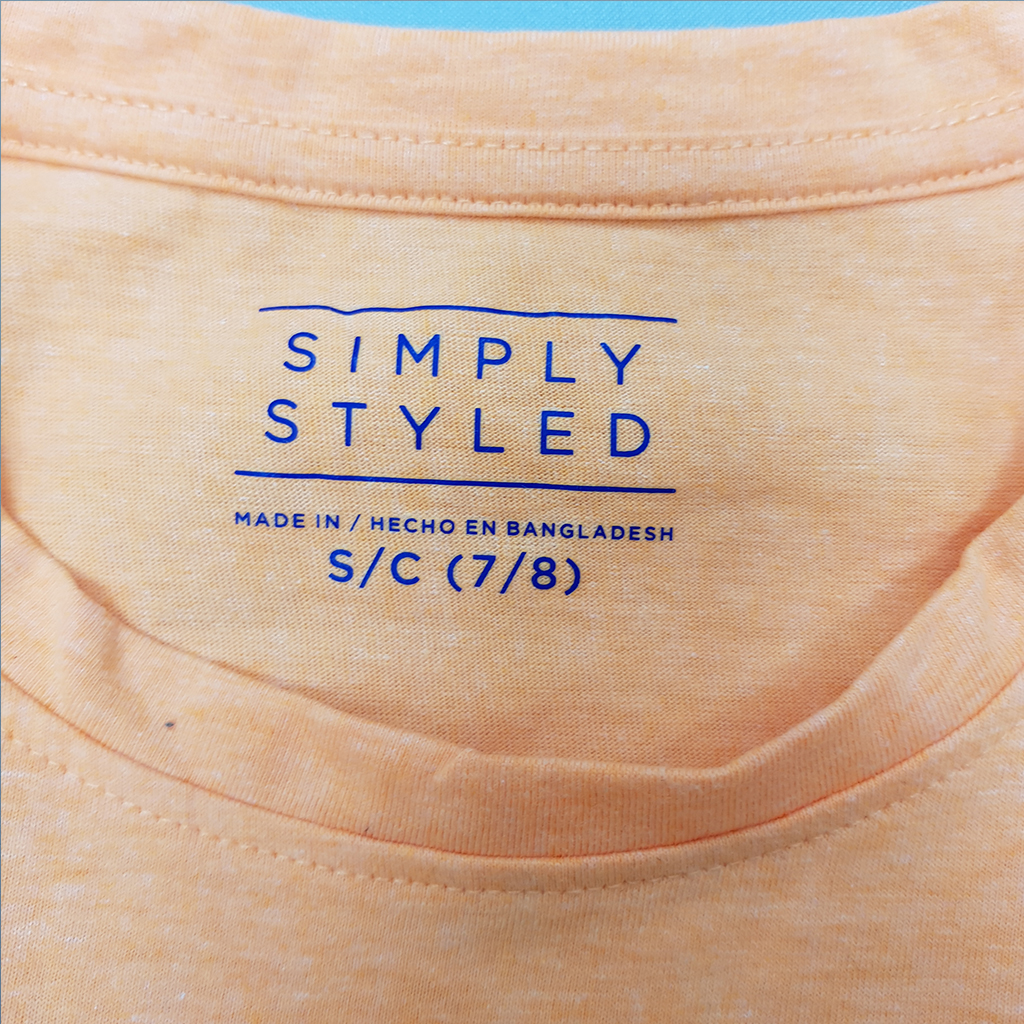 SIMPLY
STYLED
MADE IN / HECHO EN BANGLADESH
S/C (7/8)